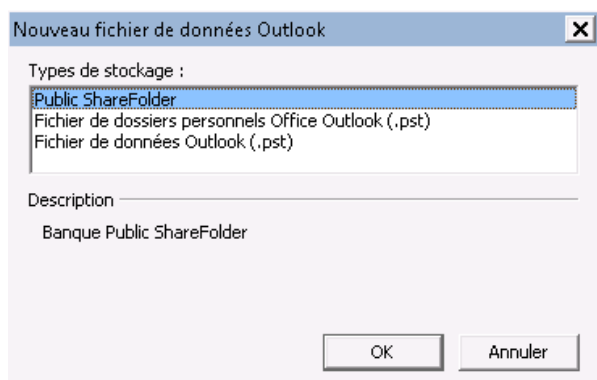 Nouveau fichier de données Outlook
Types de stockage :
Public ShareFolder
Fichier de dossiers personnels Office Outlook (.pst)
Fichier de données Outlook (.pst)
Description
Banque Public ShareFolder
OK
Annuler